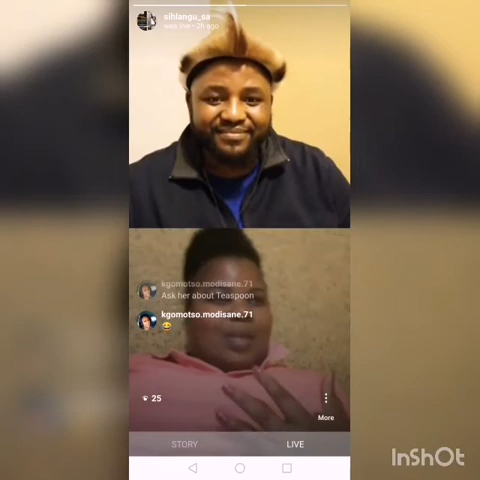 sihlangu_sa
was live • 2h ago
kgomotso.modisane.71
Ask her about Teaspoon
kgomotso.modisane.71
😂
25
More
STORY
LIVE
InShOt